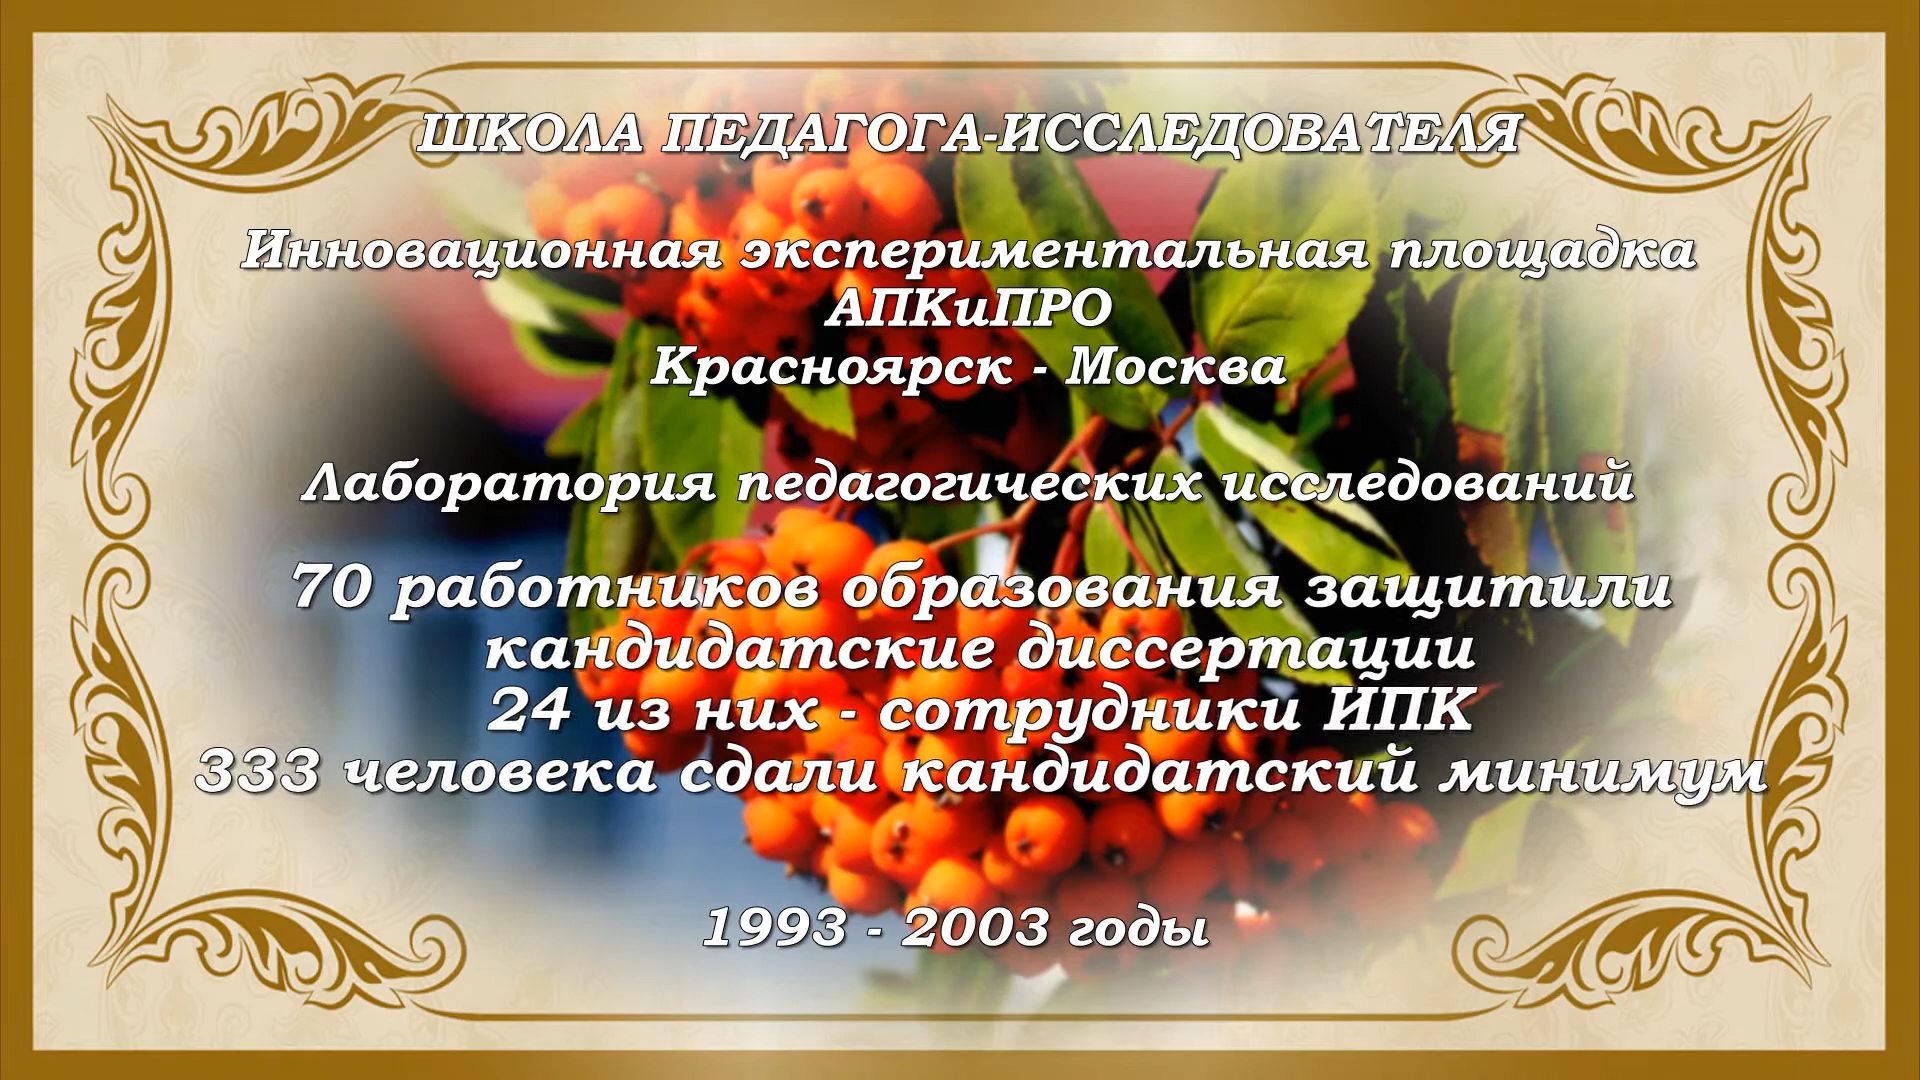 ШКОЛА ПЕДАГОГА-ИССЛЕДОВАТЕЛЯ
Инновационная экспериментальная площадка
АПКиПРО
Красноярск - Москва
Лаборатория педагогических исследований
70 работников образования защитили
кандидатские диссертации
24 из них - сотрудники ИПК
333 человека сдали кандидатский минимум
1993 - 2003 годы